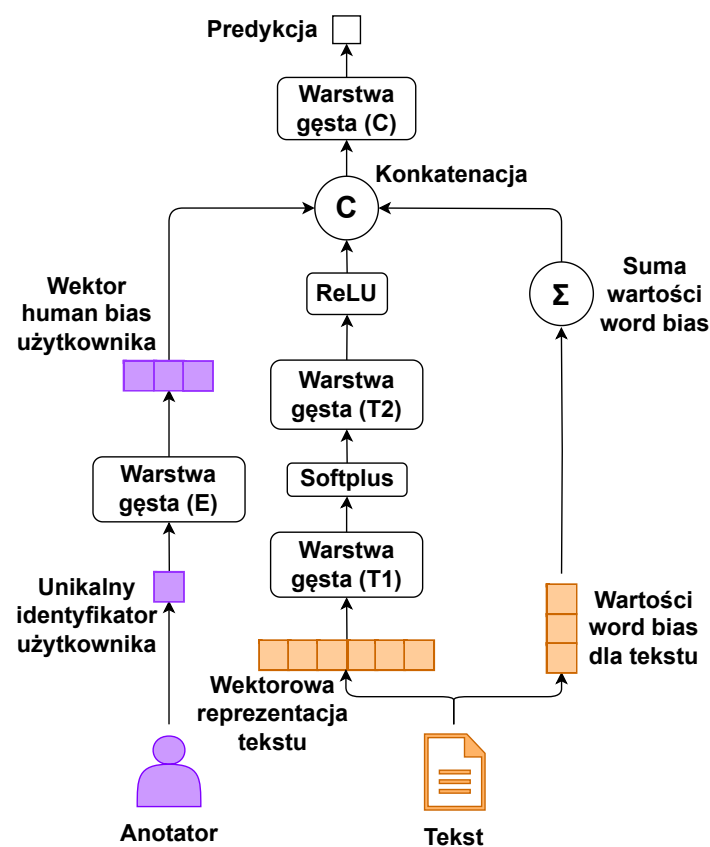 Predykcja
Warstwa
gęsta (C)
Konkatenacja
C
Wektor
human bias
użytkownika
ReLU
Σ
Suma
wartości
word bias
Warstwa
gęsta (T2)
Warstwa
gęsta (E)
Softplus
Warstwa
gęsta (T1)
Unikalny
identyfikator
użytkownika
Wartości
word bias
dla tekstu
Wektorowa
reprezentacja
tekstu
Anotator
Tekst